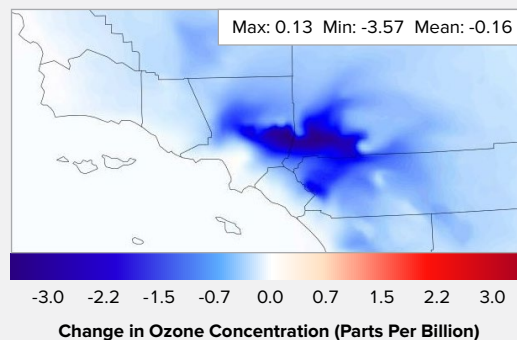 Max: 0.13 Min: -3.57 Mean: -0.16
-3.0 -2.2 -1.5 -0.7 0.0 0.7 1.5 2.2 3.0
Change in Ozone Concentration (Parts Per Billion)